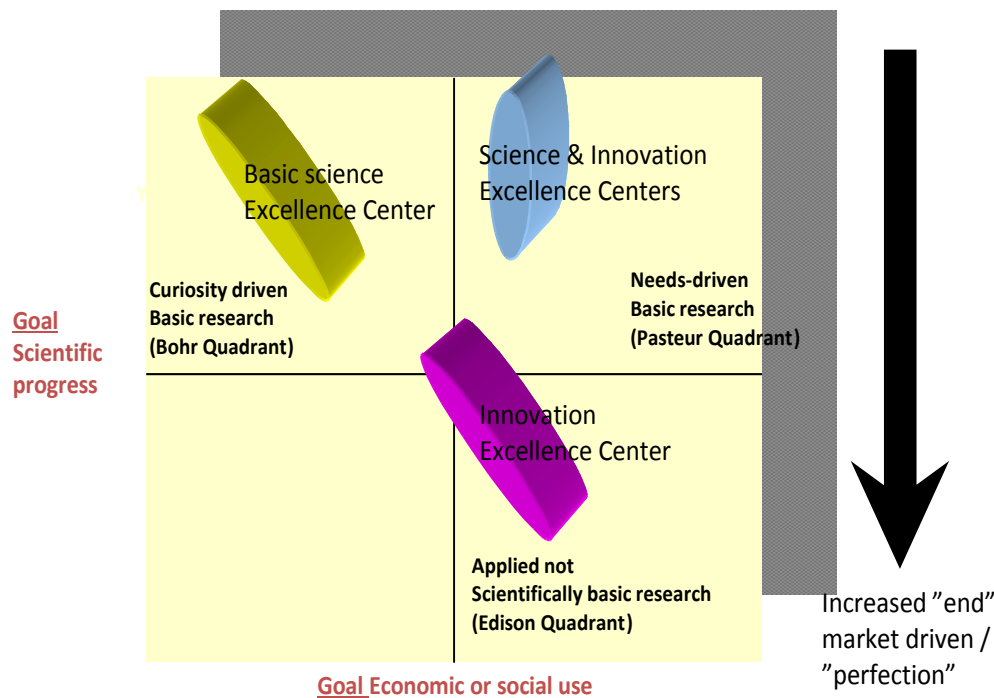 Basic science
Excellence Center
Science & Innovation
Excellence Centers
Curiosity driven
Basic research
(Bohr Quadrant)
Needs-driven
Basic research
(Pasteur Quadrant)
Goal
Scientific
progress
Innovation
Excellence Center
Applied not
Scientifically basic research
(Edison Quadrant)
Increased ”end”
market driven /
”perfection”
Goal Economic or social use